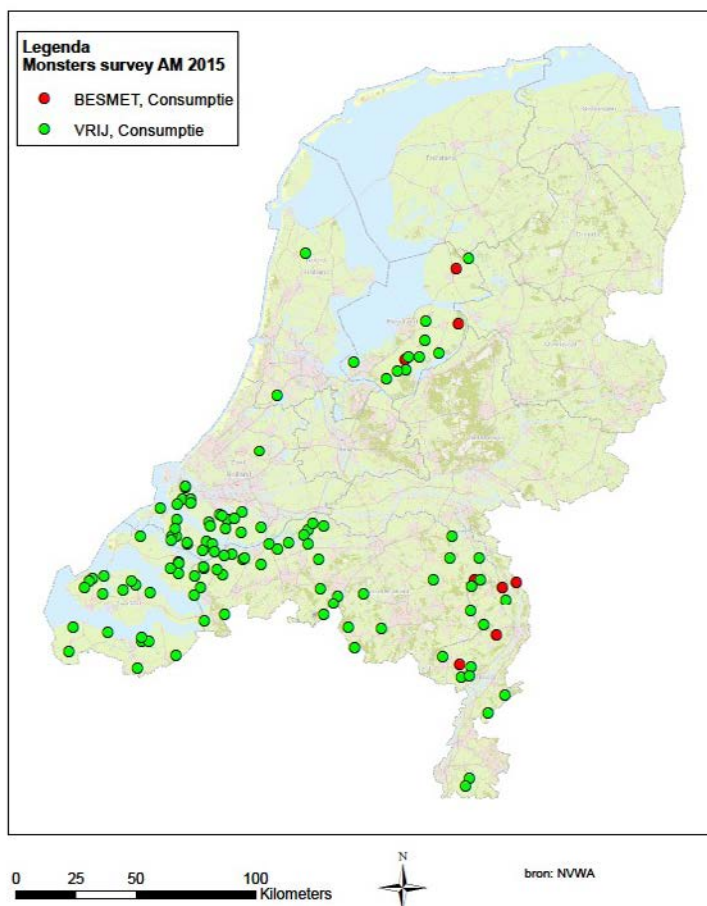 Legenda
Monsters survey AM 2015
BESMET, Consumptie
VRIJ, Consumptie
N
bron: NVWA
0 25 50 100
Kilometers